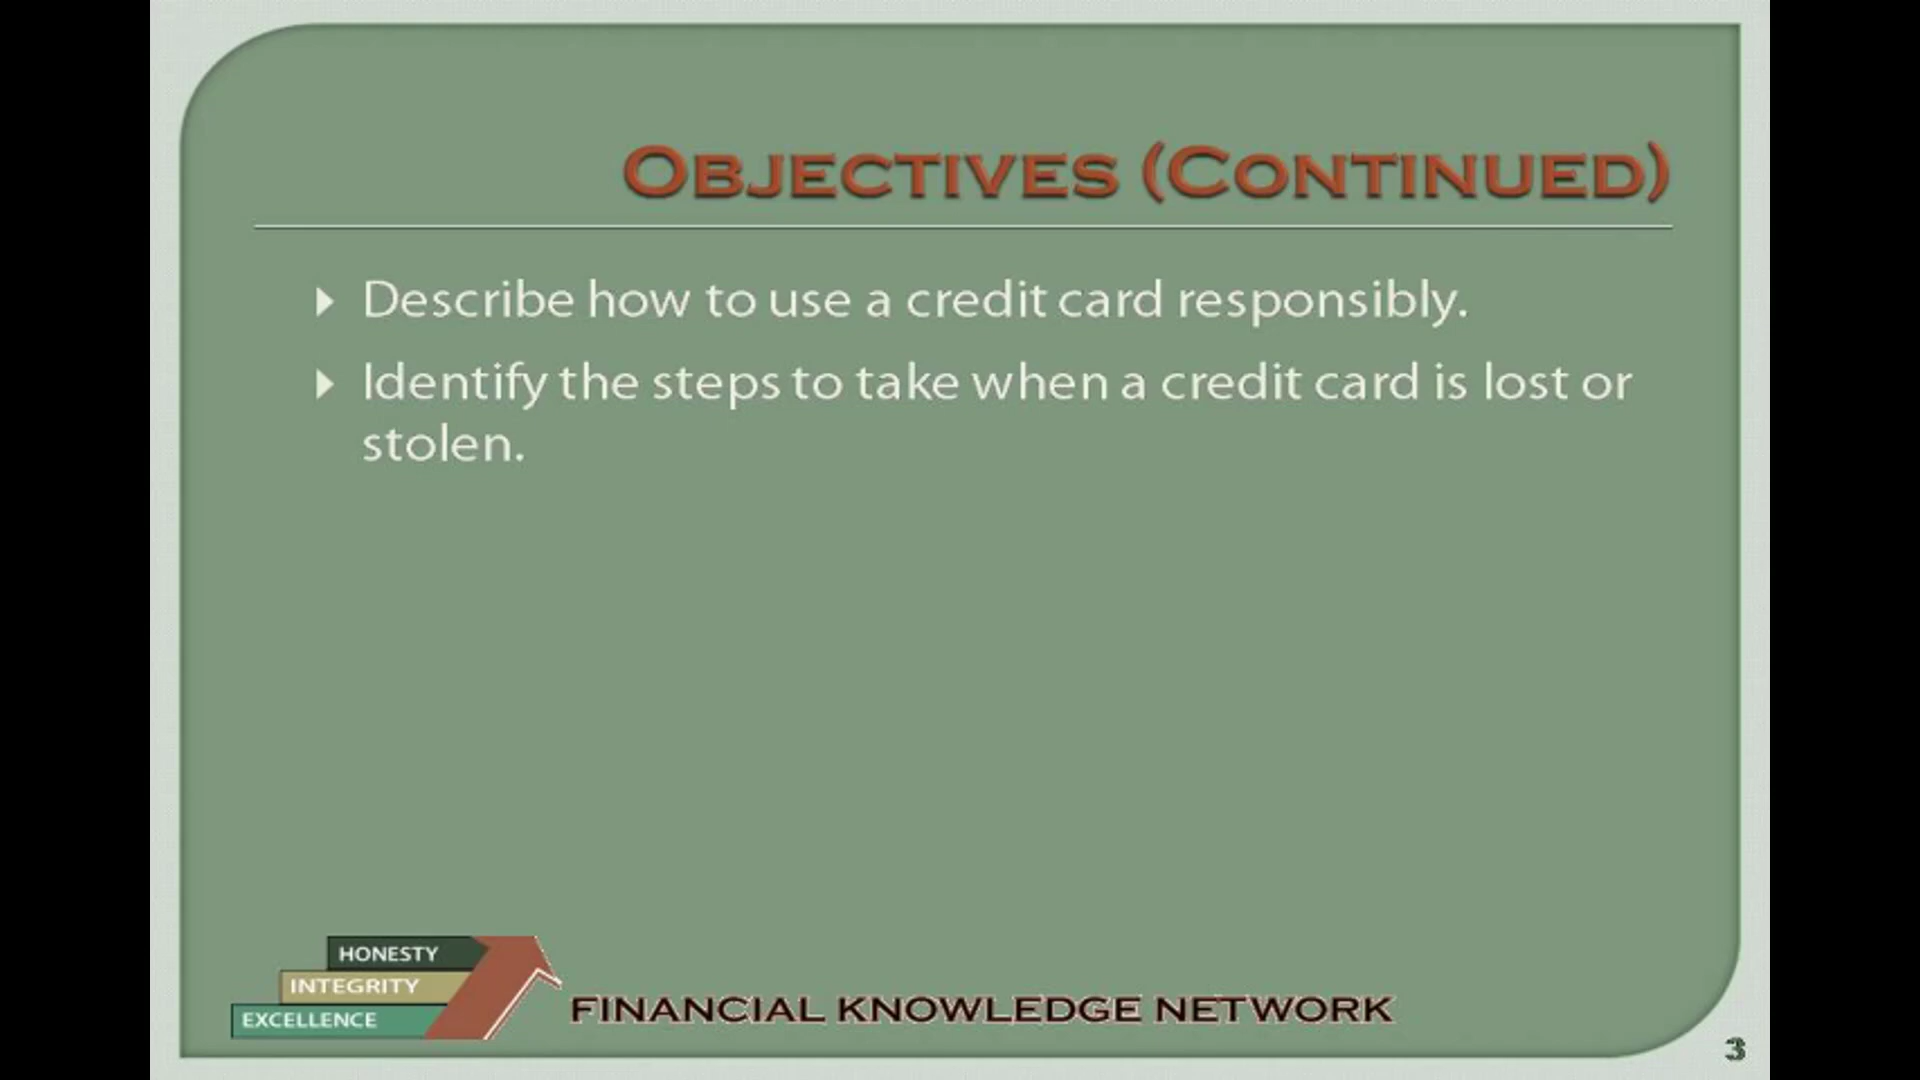 OBJECTIVES (CONTINUED)
Describe how to use a credit card responsibly.
Identify the steps to take when a credit card is lost or
stolen.
HONESTY
INTEGRITY
EXCELLENCE
FINANCIAL KNOWLEDGE NETWORK
3